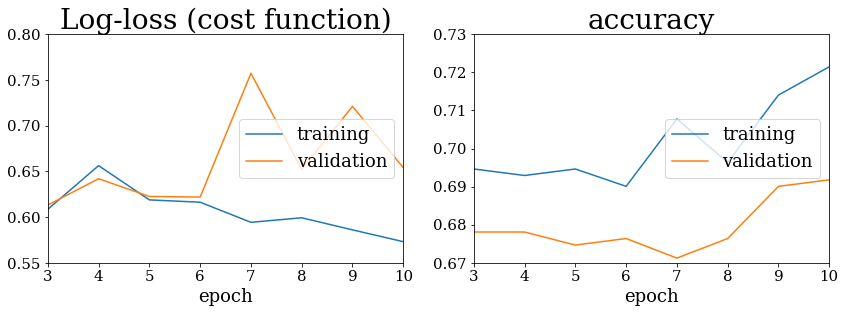 Log-loss (cost function)
0.80
0.75
0.70
0.65
0.60
0.55
training
validation
3 4 5 6 7 8 9 10
epoch
accuracy
0.73
0.72
0.71
0.70
0.69
0.68
0.67
training
validation
3 4 5 6 7 8 9 10
epoch